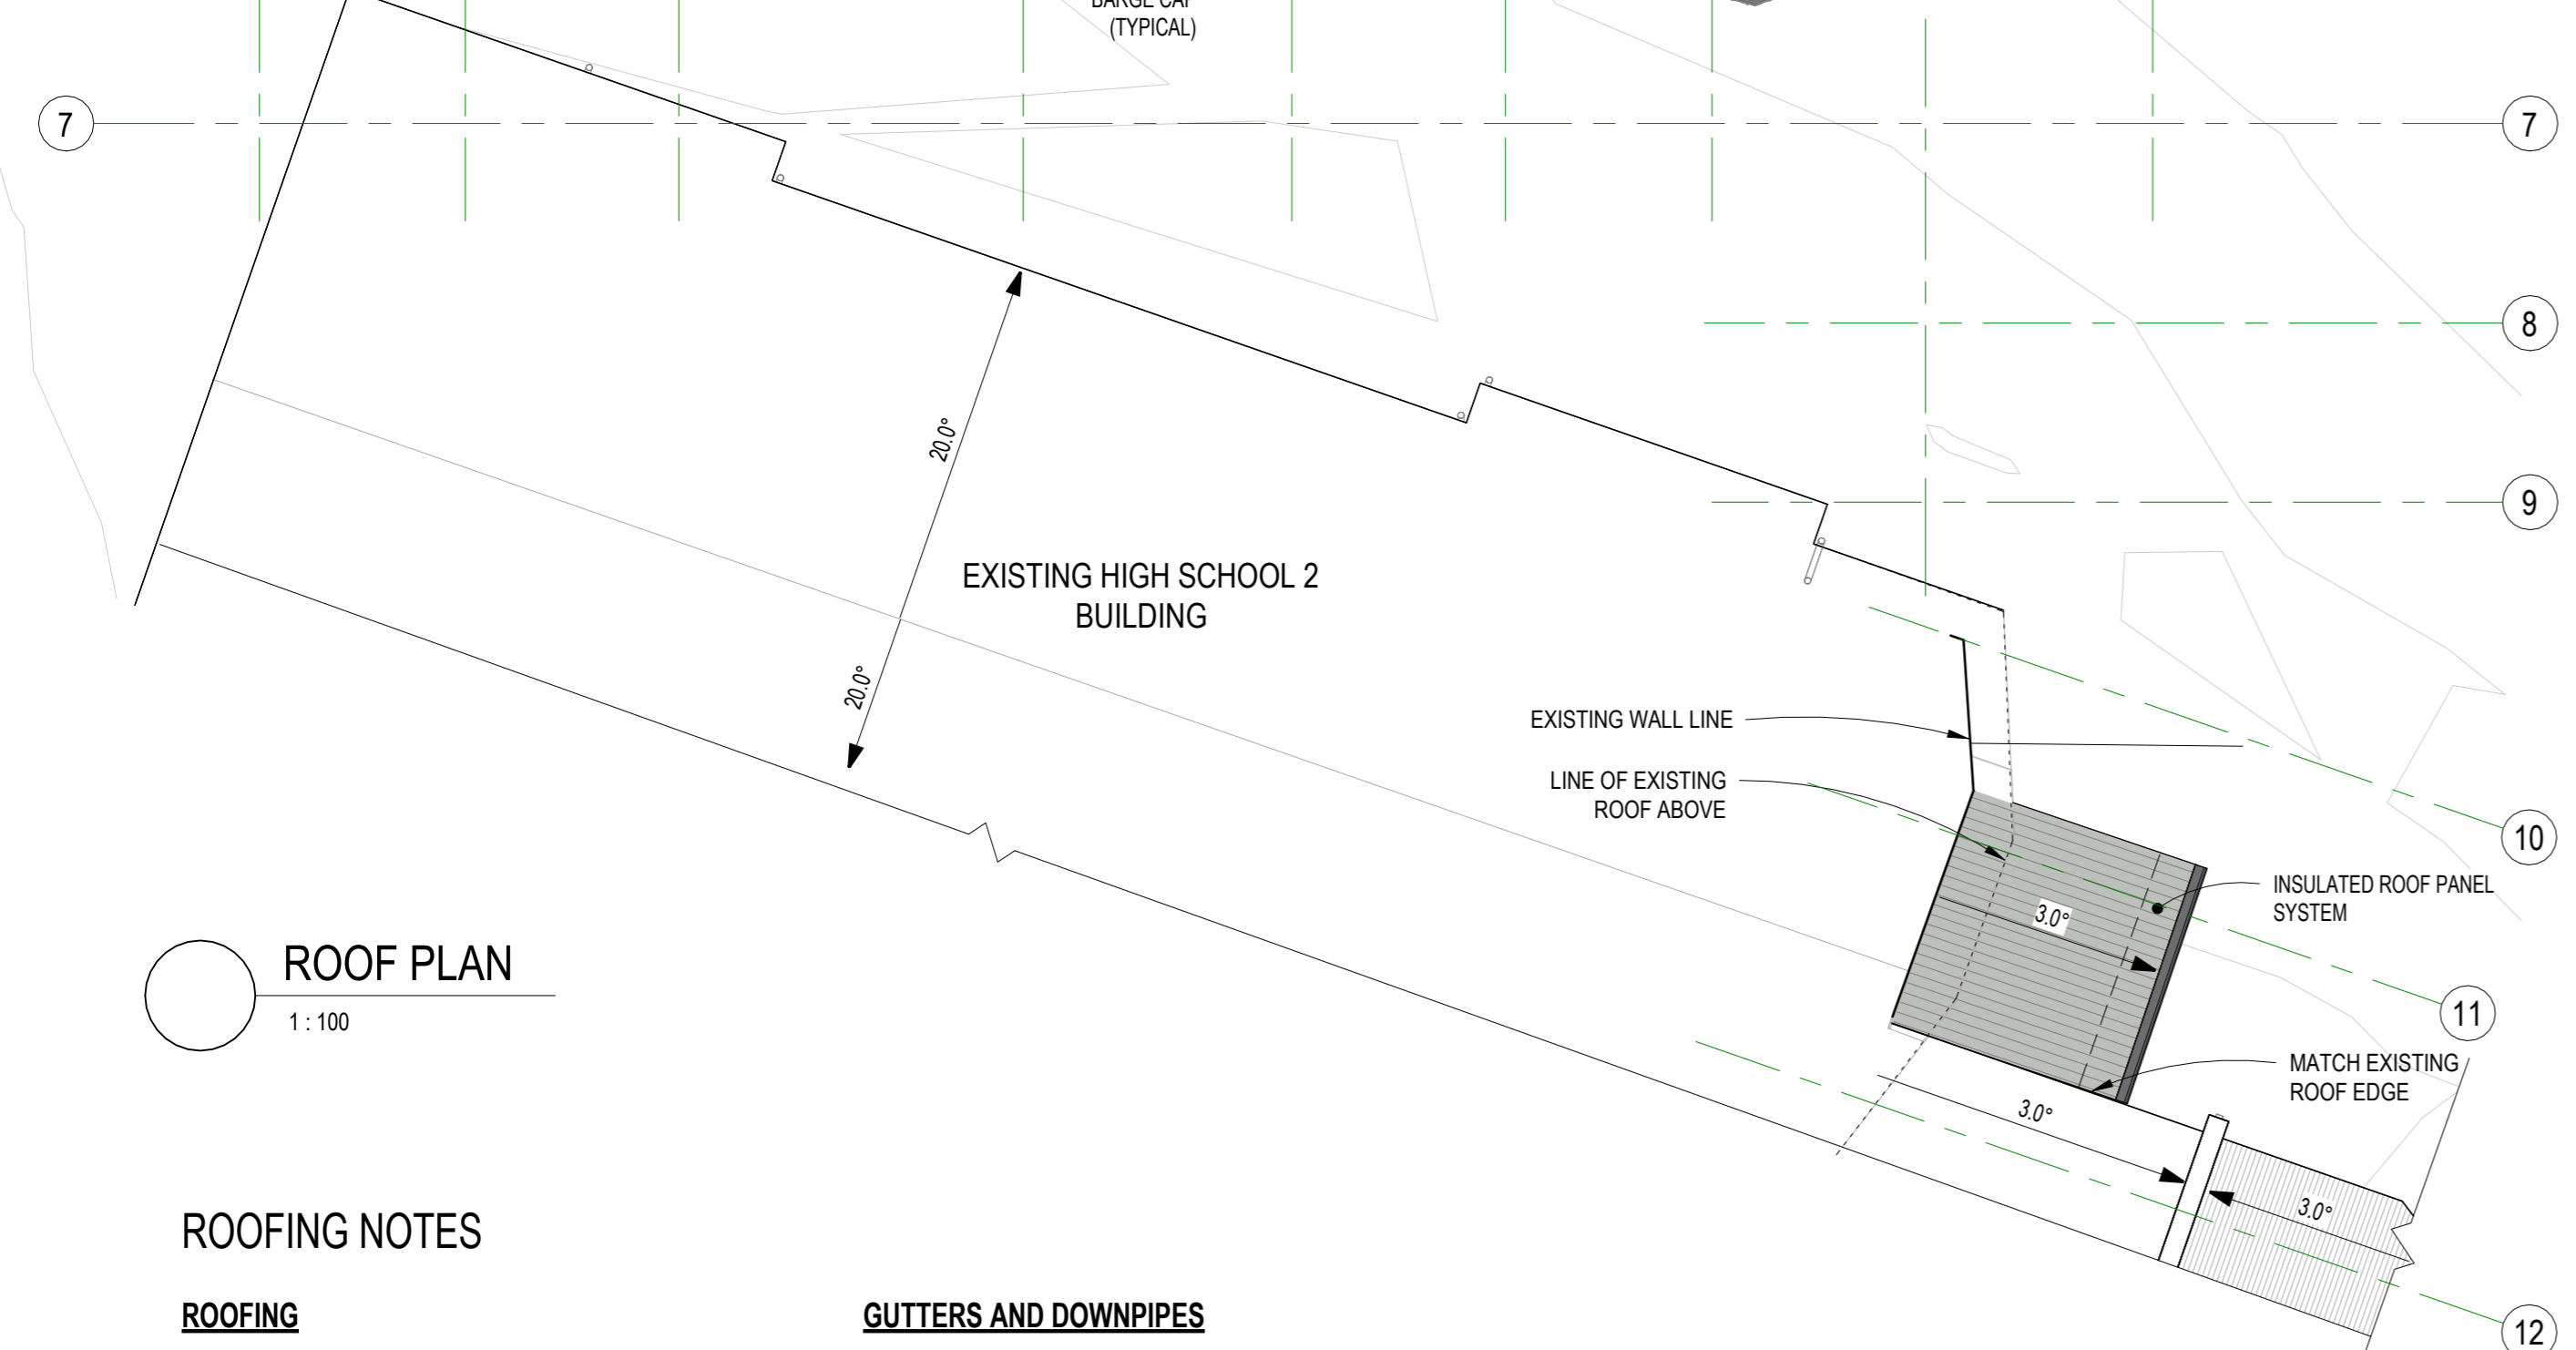 BARGE CAP
(TYPICAL)
7
7
8
9
20.0°
EXISTING HIGH SCHOOL 2
BUILDING
20.0°
EXISTING WALL LINE
LINE OF EXISTING
ROOF ABOVE
10
INSULATED ROOF PANEL
SYSTEM
3.0°
11
ROOF PLAN
1 : 100
MATCH EXISTING
ROOF EDGE
3.0°
3.0°
ROOFING NOTES
ROOFING
GUTTERS AND DOWNPIPES
12